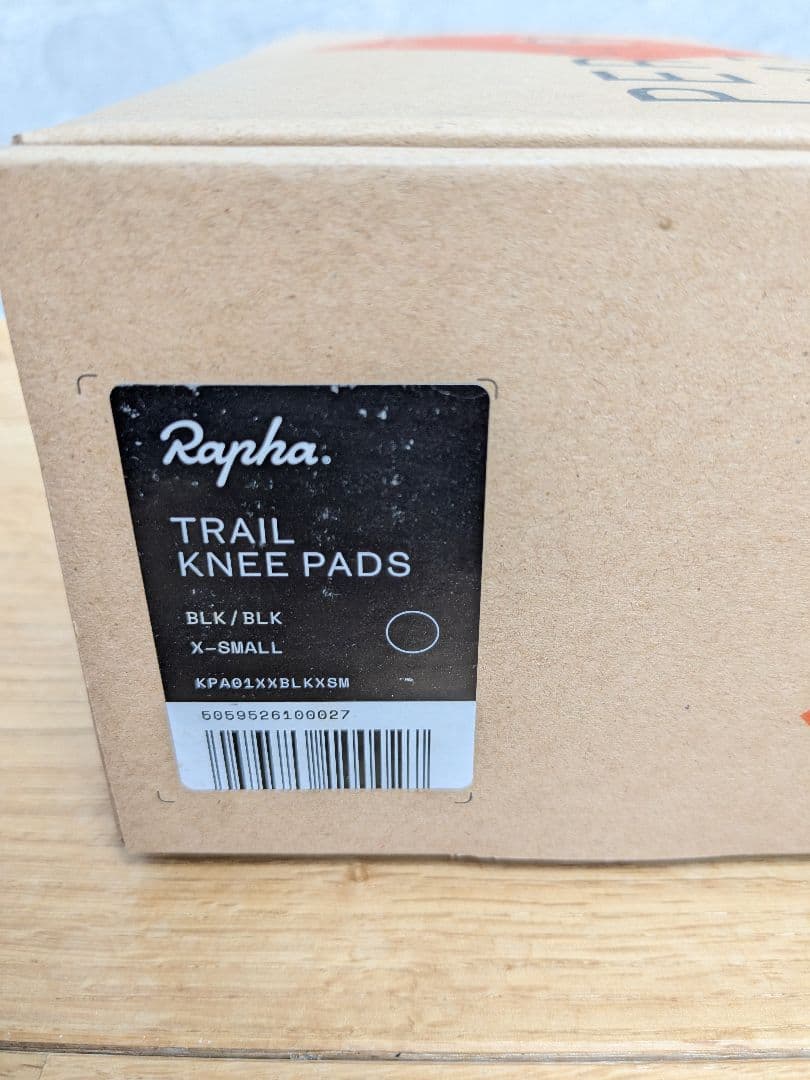 Rapha.
TRAIL
KNEE PADS
BLK/BLK
X-SMALL
KPA01XXBLKXSM
5059526100027